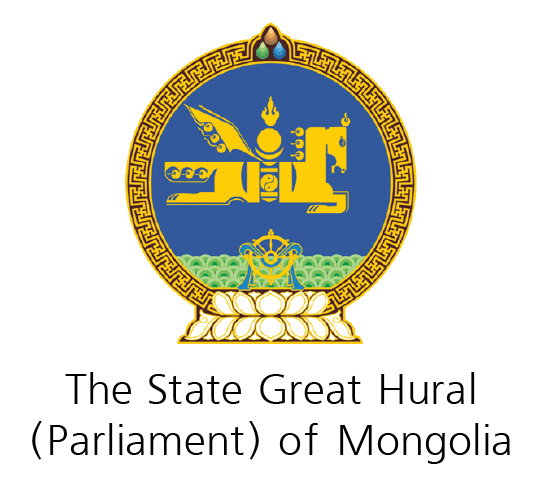 The State Great Hural
(Parliament) of Mongolia